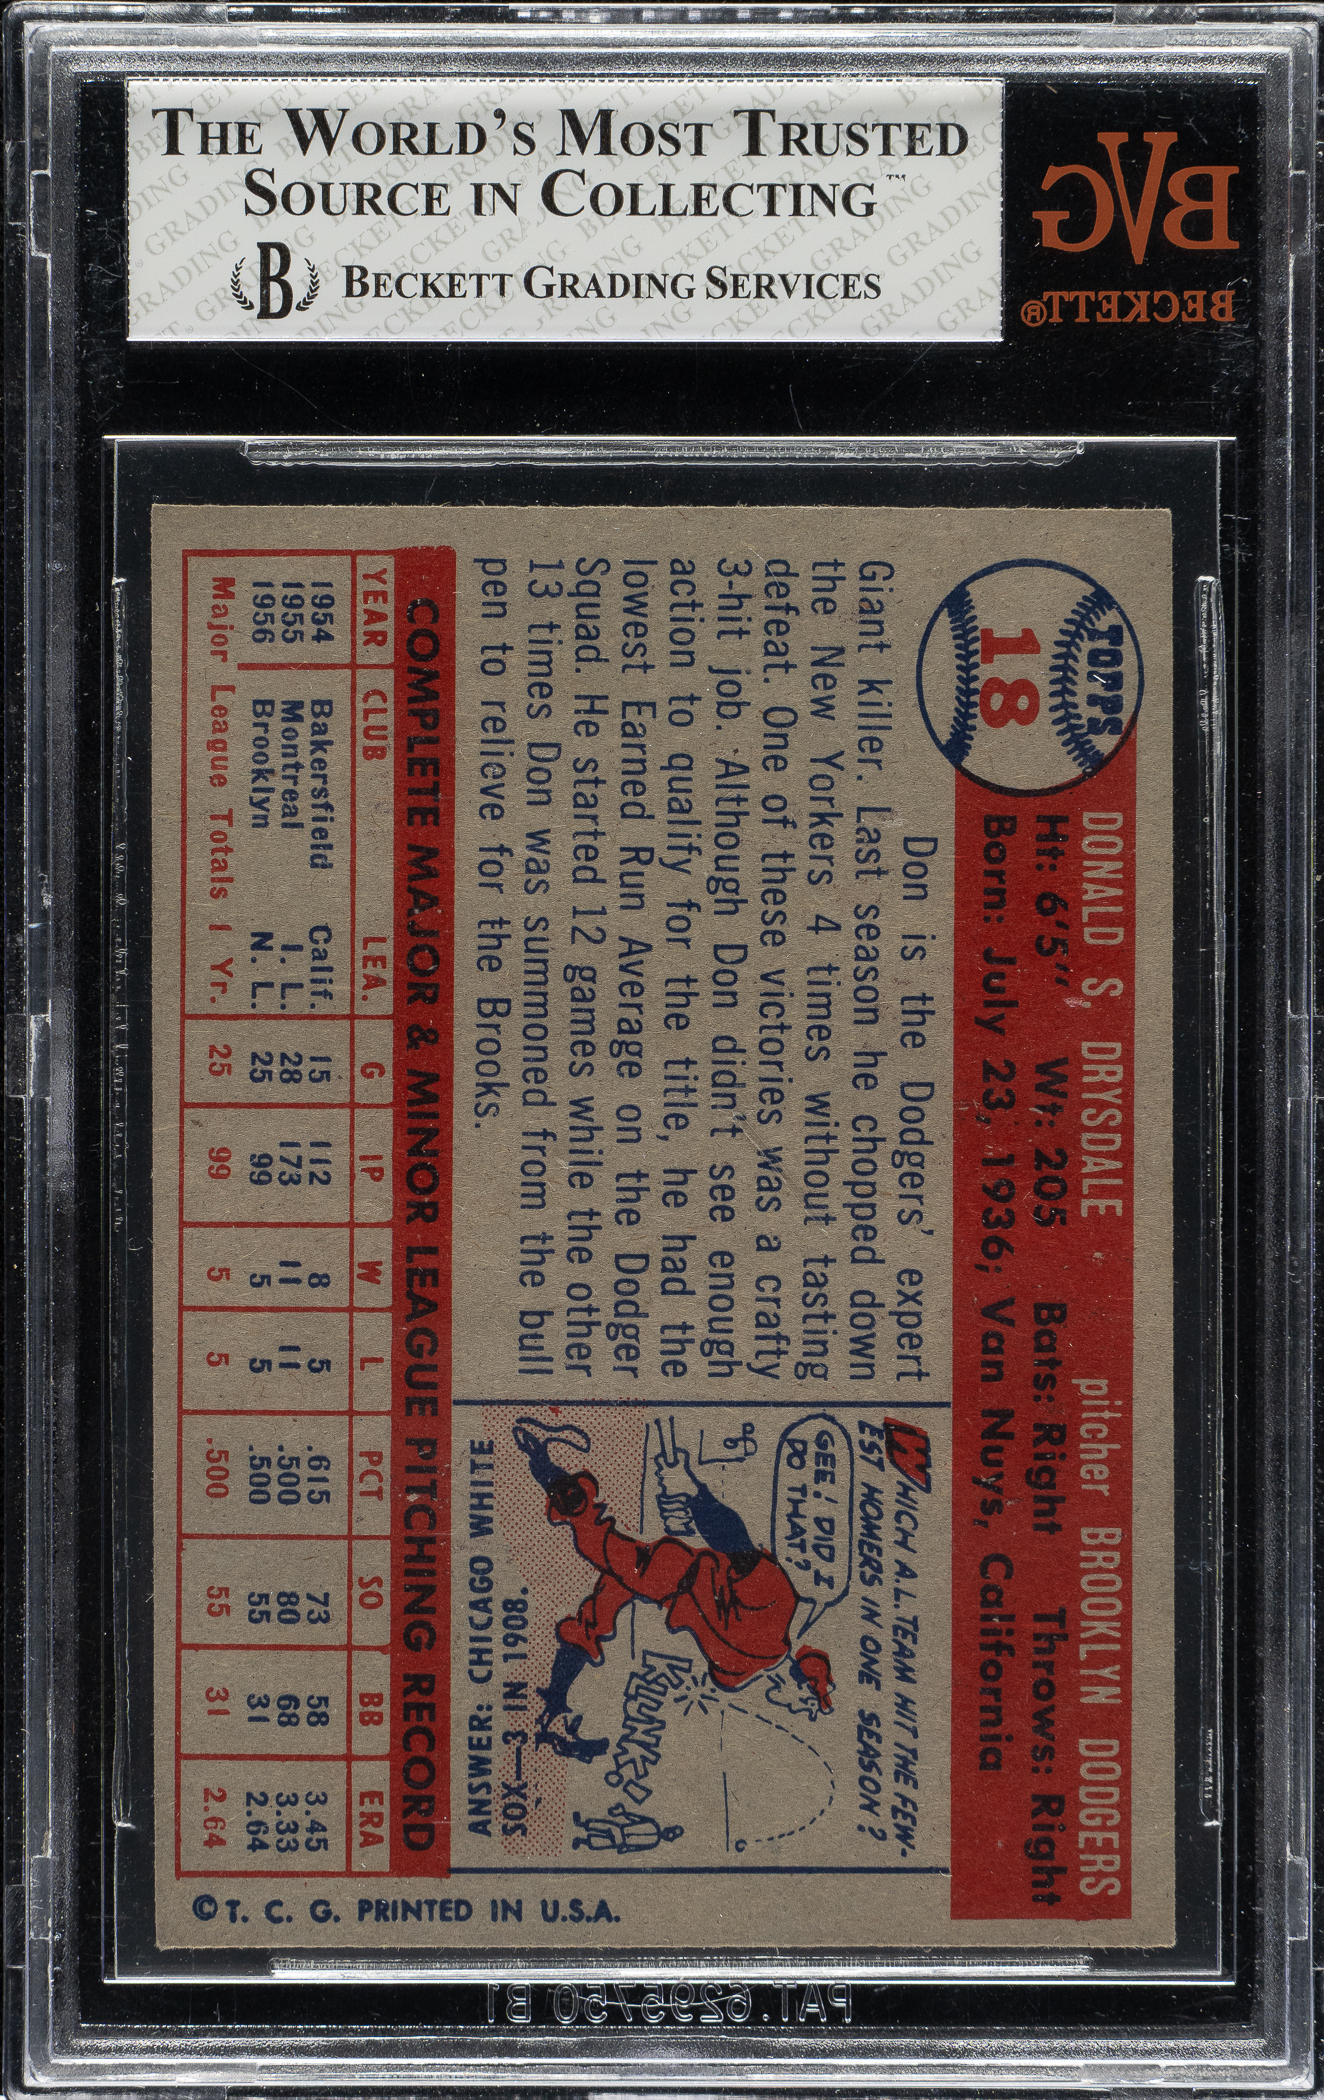 THE WORLD'S MOST TRUSTED
SOURCE IN COLLECTING™
B BECKETT GRADING SERVICES
BVG
BECKETT®
TOPPS
18
DONALD S. DRYSDALE pitcher BROOKLYN DODGERS
Ht: 6'5" Wt: 205 Bats: Right Throws: Right
Born: July 23, 1936; Van Nuys, California
Don is the Dodgers' expert
Giant killer. Last season he chopped down
the New Yorkers 4 times without tasting
defeat. One of these victories was a crafty
3-hit job. Although Don didn't see enough
action to qualify for the title, he had the
lowest Earned Run Average on the Dodger
Squad. He started 12 games while the other
13 times Don was summoned from the bull
pen to relieve for the Brooks.
WHICH A.L. TEAM HIT THE FEW-
EST HOMERS IN ONE SEASON?
GEE! DID I
DO THAT?
KLUNK!
ANSWER: CHICAGO WHITE
SOX—3 IN 1908.
COMPLETE MAJOR & MINOR LEAGUE PITCHING RECORD
YEAR CLUB LEA. G IP W L PCT SO BB ERA
1954 Bakersfield Calif. 15 112 8 5 .615 73 58 3.45
1955 Montreal I. L. 28 173 11 11 .500 80 68 3.33
1956 Brooklyn N. L. 25 99 5 5 .500 55 31 2.64
Major League Totals 1 Yr. 25 99 5 5 .500 55 31 2.64
© T. C. G. PRINTED IN U.S.A.
PAT. 6295750 B1